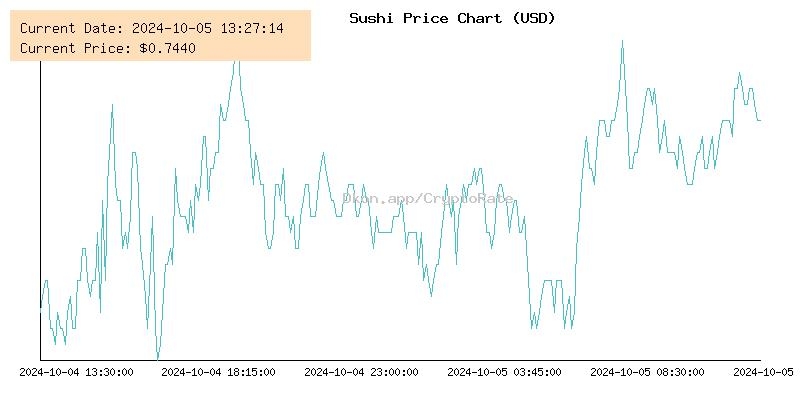 Sushi Price Chart (USD)
Current Date: 2024-10-05 13:27:14
Current Price: $0.7440
Dkon.app/CryptoRate
2024-10-04 13:30:00
2024-10-04 18:15:00
2024-10-04 23:00:00
2024-10-05 03:45:00
2024-10-05 08:30:00
2024-10-05